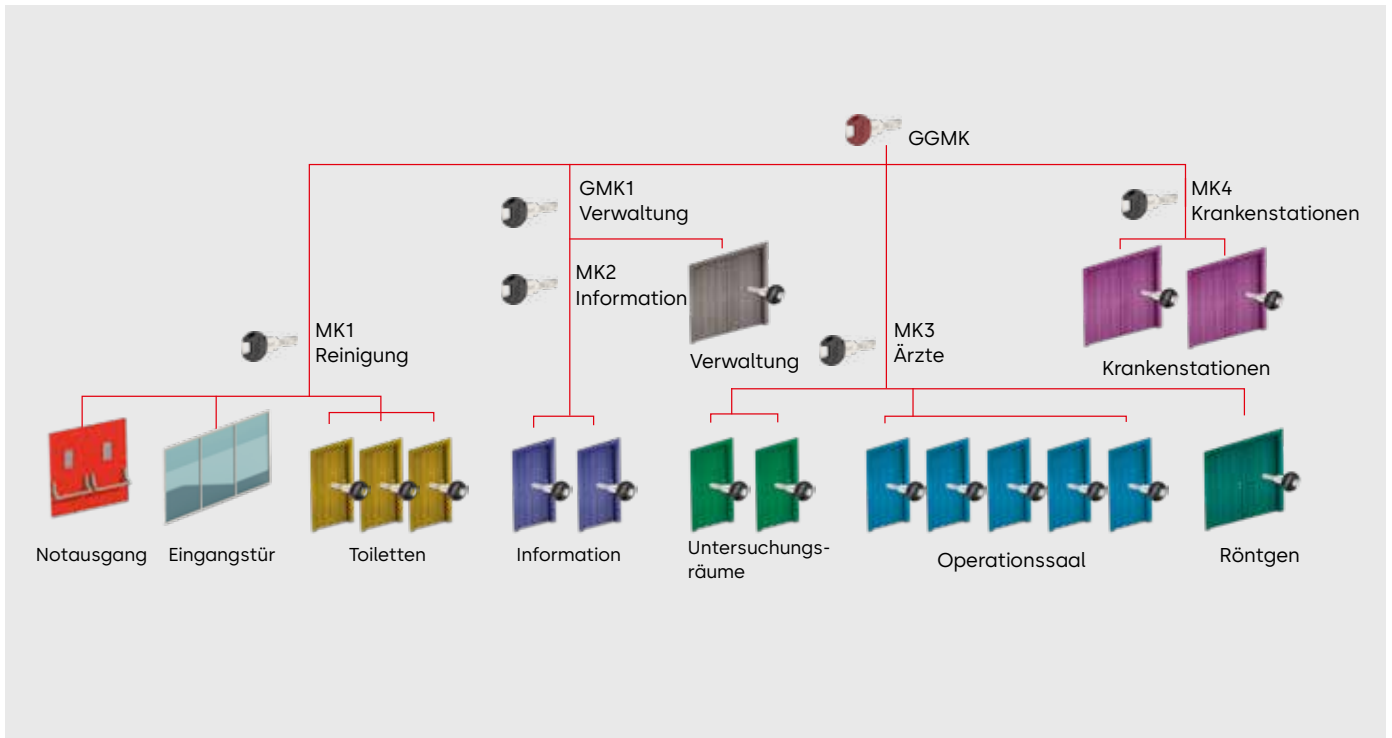 GGMK
GMK1
Verwaltung
MK4
Krankenstationen
MK2
Information
MK1
Reinigung
Verwaltung
MK3
Ärzte
Krankenstationen
Notausgang
Eingangstür
Toiletten
Information
Untersuchungs-
räume
Operationssaal
Röntgen